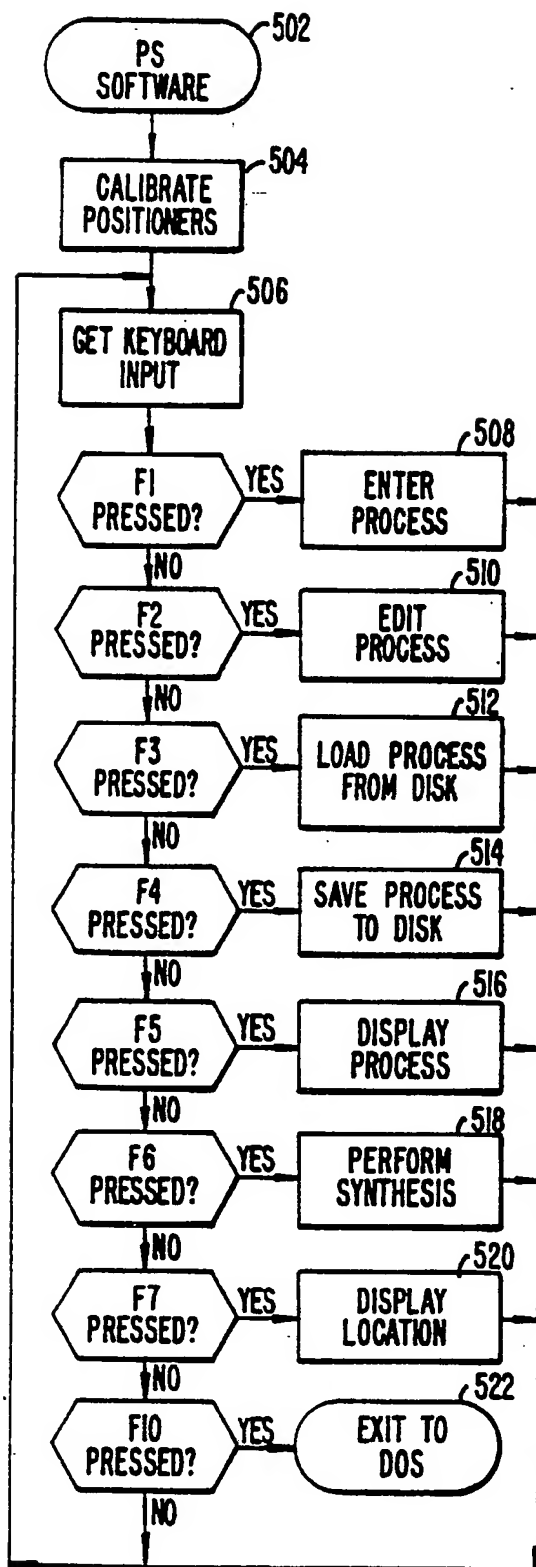 502
PS
SOFTWARE
504
CALIBRATE
POSITIONERS
506
GET KEYBOARD
INPUT
F1
PRESSED?
YES
508
ENTER
PROCESS
NO
F2
PRESSED?
YES
510
EDIT
PROCESS
NO
F3
PRESSED?
YES
512
LOAD PROCESS
FROM DISK
NO
F4
PRESSED?
YES
514
SAVE PROCESS
TO DISK
NO
F5
PRESSED?
YES
516
DISPLAY
PROCESS
NO
F6
PRESSED?
YES
518
PERFORM
SYNTHESIS
NO
F7
PRESSED?
YES
520
DISPLAY
LOCATION
NO
F10
PRESSED?
YES
522
EXIT TO
DOS
NO